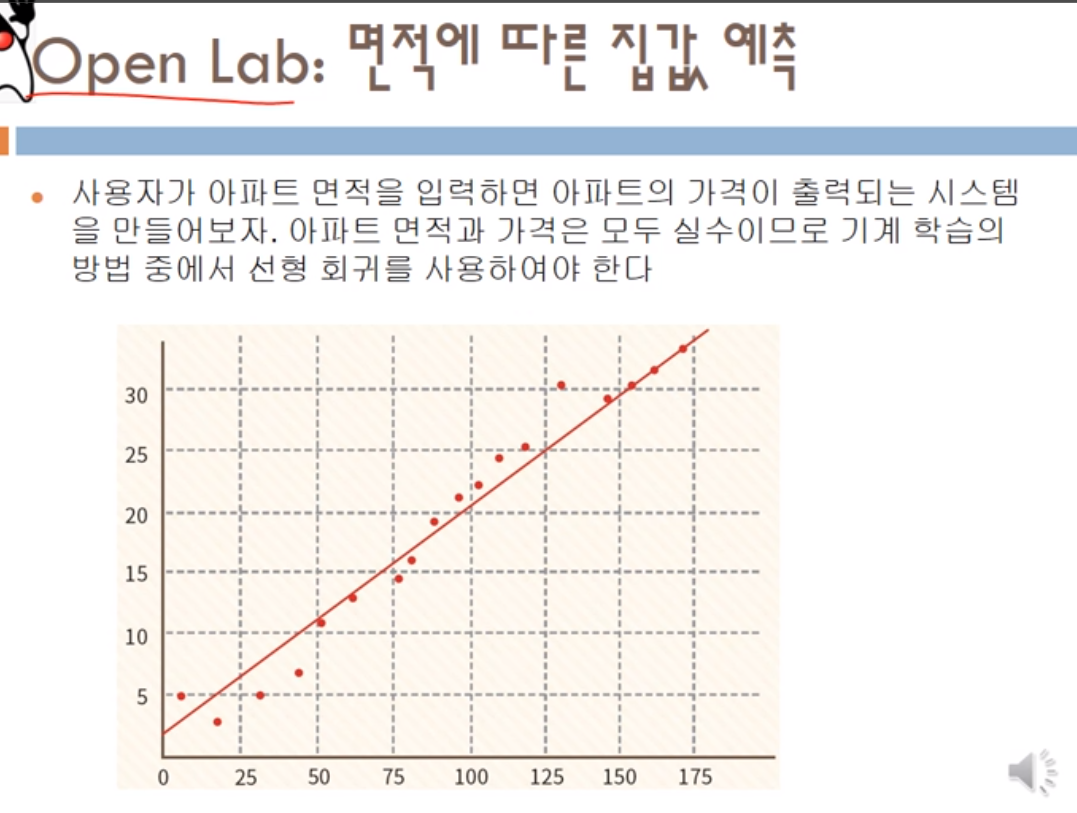 Open Lab: 면적에 따른 집값 예측
사용자가 아파트 면적을 입력하면 아파트의 가격이 출력되는 시스템
을 만들어보자. 아파트 면적과 가격은 모두 실수이므로 기계 학습의
방법 중에서 선형 회귀를 사용하여야 한다
30
25
20
15
10
5
0 25 50 75 100 125 150 175